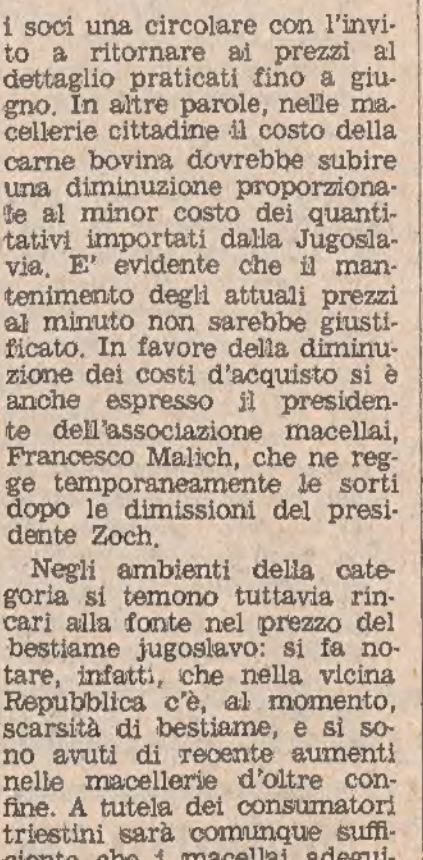 i soci una circolare con l'invi-
to a ritornare ai prezzi al
dettaglio praticati fino a giu-
gno. In altre parole, nelle ma-
cellerie cittadine il costo della
carne bovina dovrebbe subire
una diminuzione proporziona-
te al minor costo dei quanti-
tativi importati dalla Jugosla-
via. E' evidente che il man-
tenimento degli attuali prezzi
al minuto non sarebbe giusti-
ficato. In favore della diminu-
zione dei costi d'acquisto si è
anche espresso il presiden-
te dell'associazione macellai,
Francesco Malich, che ne reg-
ge temporaneamente le sorti
dopo le dimissioni del presi-
dente Zoch.
Negli ambienti della cate-
goria si temono tuttavia rin-
cari alla fonte nel prezzo del
bestiame jugoslavo: si fa no-
tare, infatti, che nella vicina
Repubblica c'è, al momento,
scarsità di bestiame, e si so-
no avuti di recente aumenti
nelle macellerie d'oltre con-
fine. A tutela dei consumatori
triestini sarà comunque suffi-
ciente che i macellai adegui-